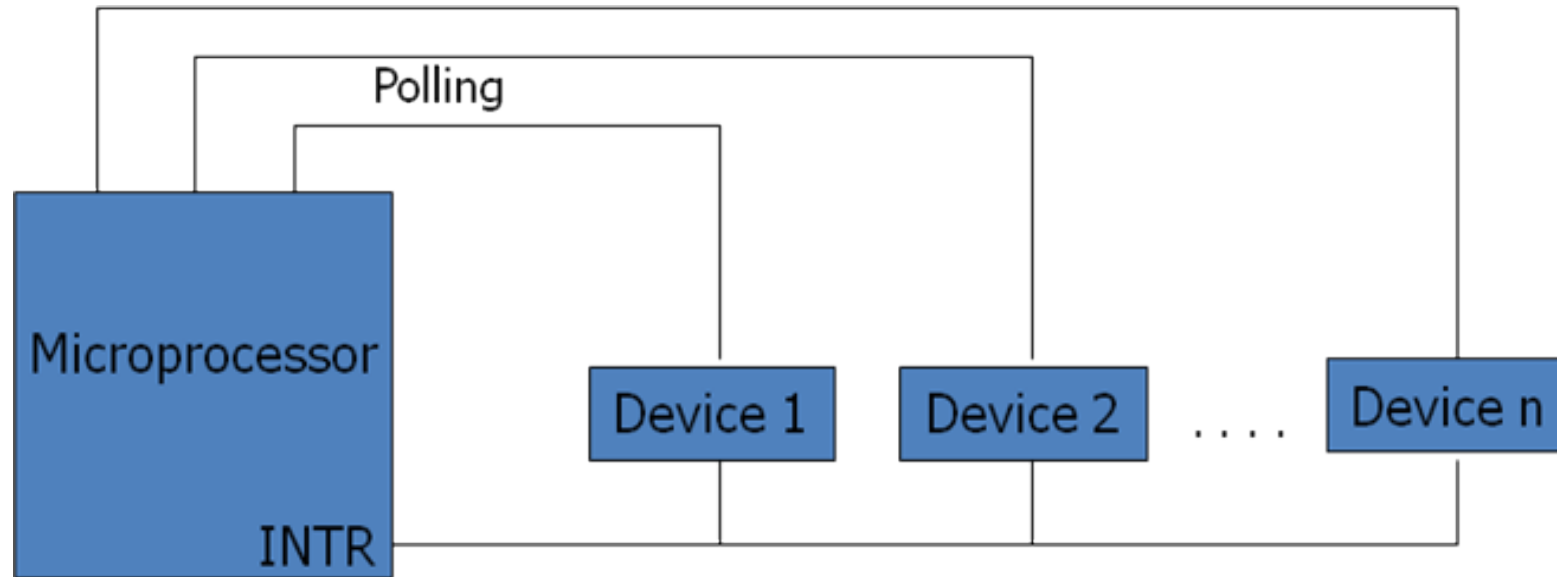 Polling
Microprocessor
Device 1
Device 2
. . . .
Device n
INTR